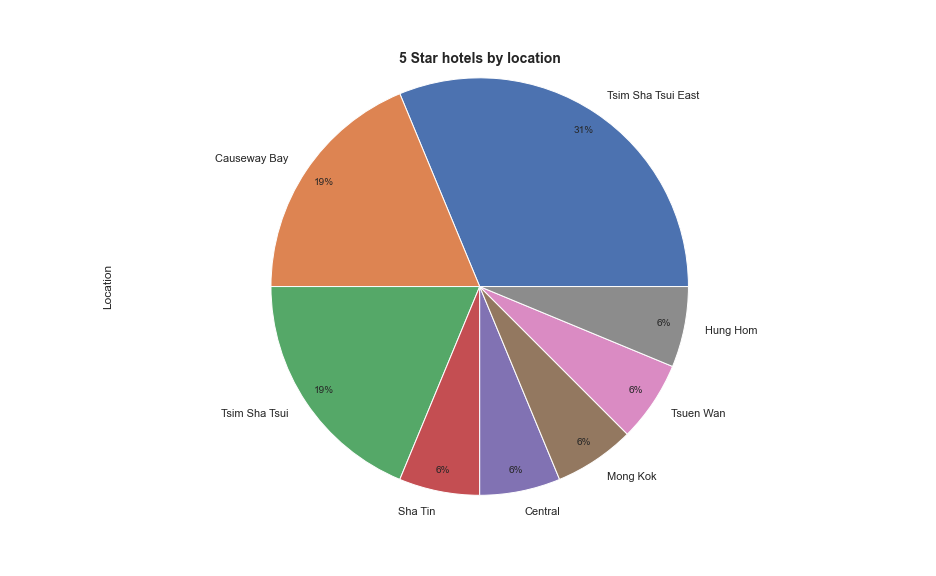 5 Star hotels by location
Tsim Sha Tsui East
31%
Causeway Bay
19%
Location
Tsim Sha Tsui
19%
Sha Tin
6%
Central
6%
Mong Kok
6%
Tsuen Wan
6%
Hung Hom
6%